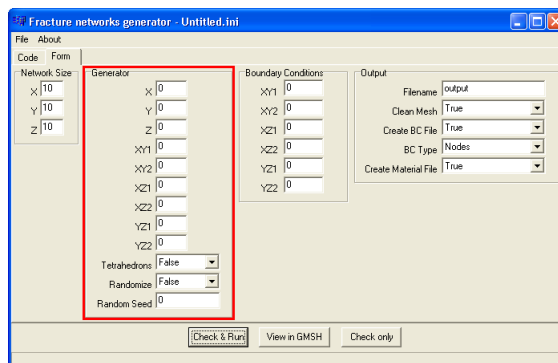 Fracture networks generator - Untitled.ini
File About
Code Form
Network Size
X 10
Y 10
Z 10
Generator
X 0
Y 0
Z 0
XY1 0
XY2 0
XZ1 0
XZ2 0
YZ1 0
YZ2 0
Tetrahedrons False
Randomize False
Random Seed 0
Boundary Conditions
XY1 0
XY2 0
XZ1 0
XZ2 0
YZ1 0
YZ2 0
Output
Filename output
Clean Mesh True
Create BC File True
BC Type Nodes
Create Material File True
Check & Run View in GMSH Check only